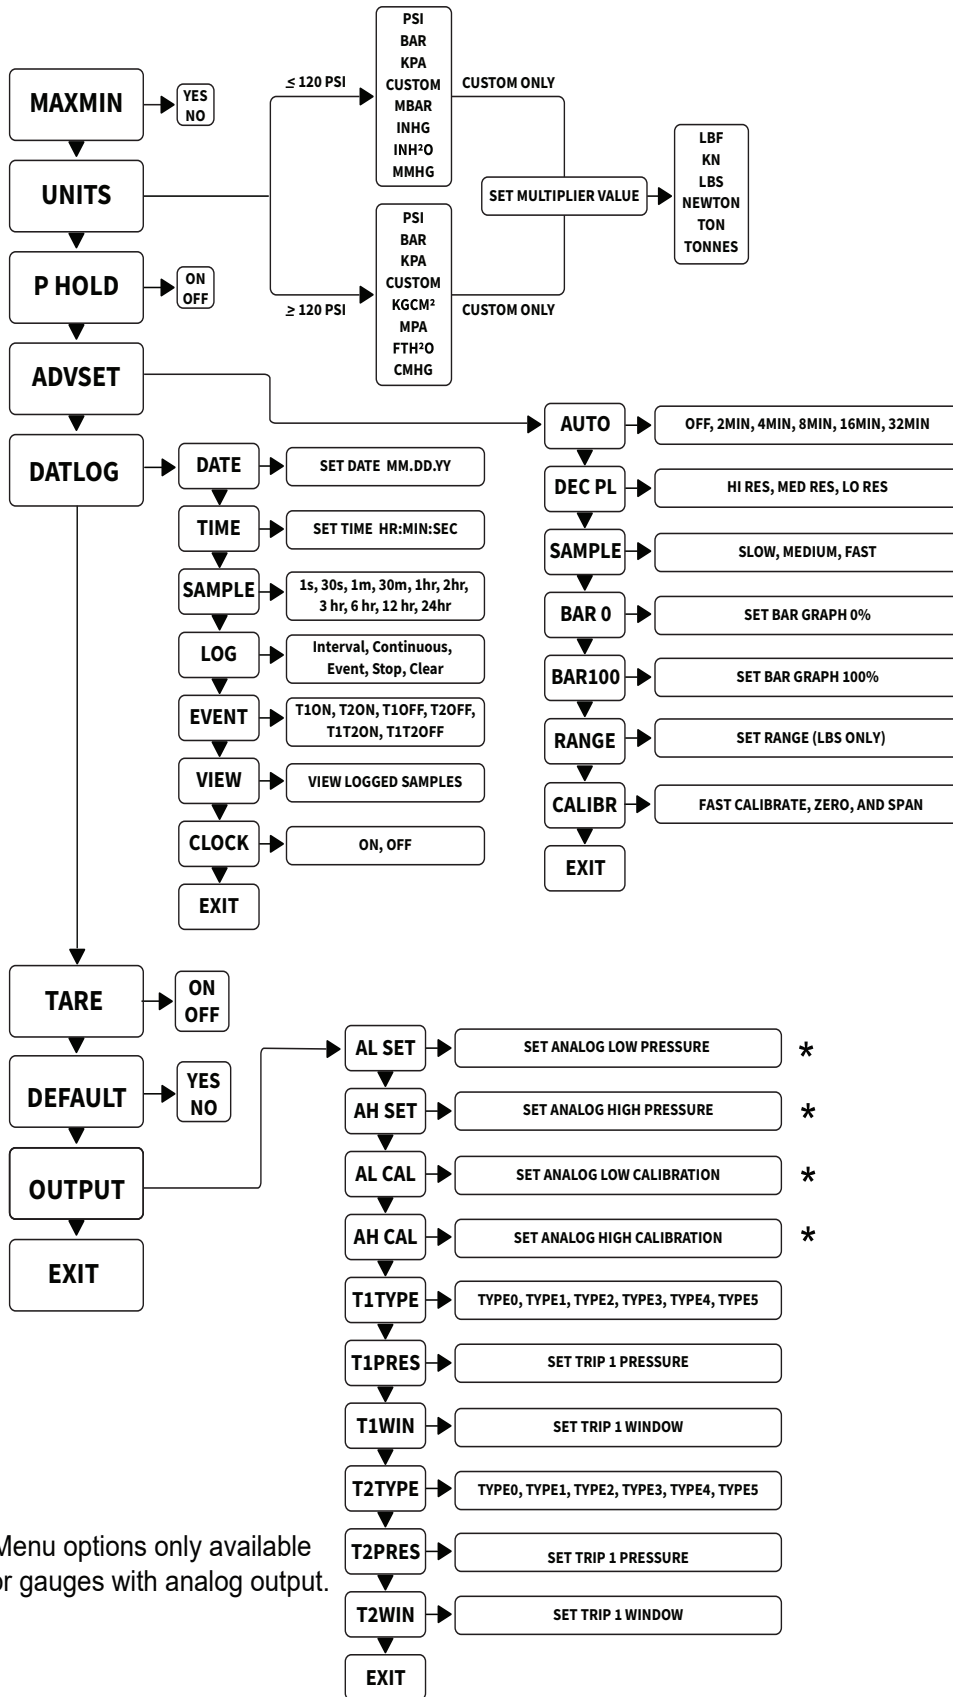 MAXMIN
YES
NO
UNITS
≤ 120 PSI
PSI
BAR
KPA
CUSTOM
MBAR
INHG
INH²O
MMHG
CUSTOM ONLY
≥ 120 PSI
PSI
BAR
KPA
CUSTOM
KGCM²
MPA
FTH²O
CMHG
CUSTOM ONLY
SET MULTIPLIER VALUE
LBF
KN
LBS
NEWTON
TON
TONNES
P HOLD
ON
OFF
ADVSET
AUTO
OFF, 2MIN, 4MIN, 8MIN, 16MIN, 32MIN
DEC PL
HI RES, MED RES, LO RES
SAMPLE
SLOW, MEDIUM, FAST
BAR 0
SET BAR GRAPH 0%
BAR100
SET BAR GRAPH 100%
RANGE
SET RANGE (LBS ONLY)
CALIBR
FAST CALIBRATE, ZERO, AND SPAN
EXIT
DATLOG
DATE
SET DATE MM.DD.YY
TIME
SET TIME HR:MIN:SEC
SAMPLE
1s, 30s, 1m, 30m, 1hr, 2hr,
3 hr, 6 hr, 12 hr, 24hr
LOG
Interval, Continuous,
Event, Stop, Clear
EVENT
T1ON, T2ON, T1OFF, T2OFF,
T1T2ON, T1T2OFF
VIEW
VIEW LOGGED SAMPLES
CLOCK
ON, OFF
EXIT
TARE
ON
OFF
DEFAULT
YES
NO
OUTPUT
AL SET
SET ANALOG LOW PRESSURE
*
AH SET
SET ANALOG HIGH PRESSURE
*
AL CAL
SET ANALOG LOW CALIBRATION
*
AH CAL
SET ANALOG HIGH CALIBRATION
*
T1TYPE
TYPE0, TYPE1, TYPE2, TYPE3, TYPE4, TYPE5
T1PRES
SET TRIP 1 PRESSURE
T1WIN
SET TRIP 1 WINDOW
T2TYPE
TYPE0, TYPE1, TYPE2, TYPE3, TYPE4, TYPE5
T2PRES
SET TRIP 1 PRESSURE
T2WIN
SET TRIP 1 WINDOW
EXIT
EXIT
Menu options only available
or gauges with analog output.